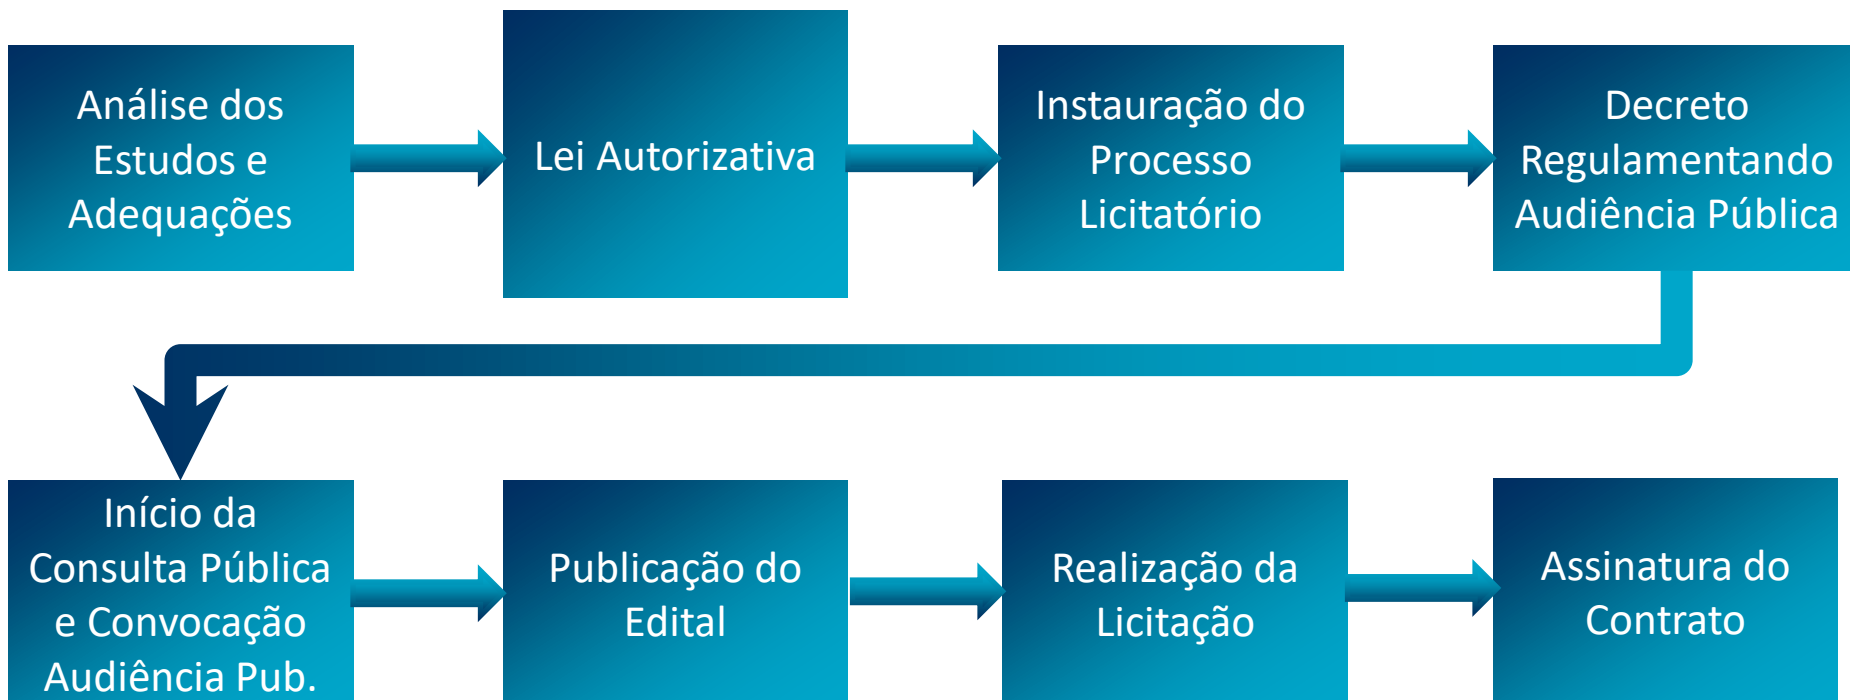 Análise dos
Estudos e
Adequações
Lei Autorizativa
Instauração do
Processo
Licitatório
Decreto
Regulamentando
Audiência Pública
Início da
Consulta Pública
e Convocação
Audiência Pub.
Publicação do
Edital
Realização da
Licitação
Assinatura do
Contrato